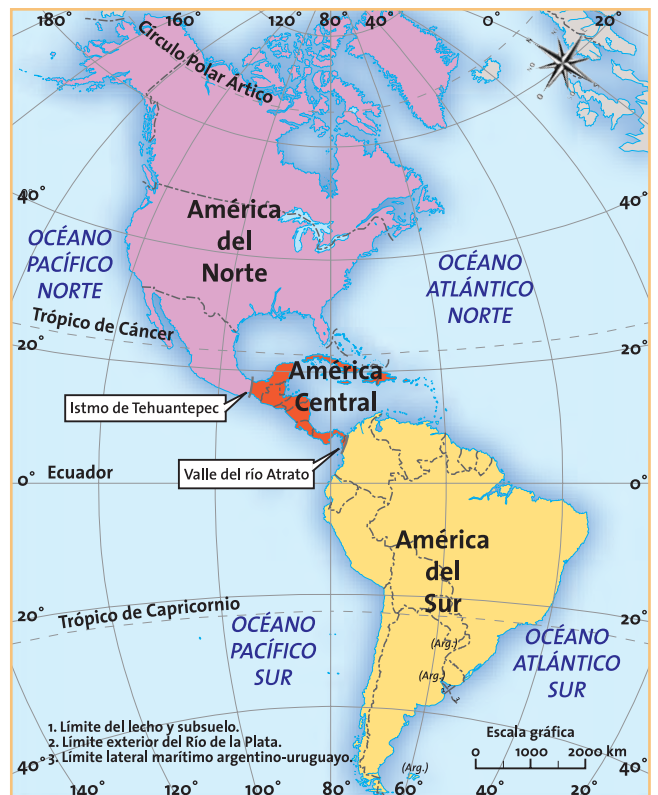 180° 160° 120° 80° 40° 0° 20°
Círculo Polar Ártico
40°
40°
América
del
Norte
OCÉANO
PACÍFICO
NORTE
OCÉANO
ATLÁNTICO
NORTE
Trópico de Cáncer
20°
20°
América
Central
Istmo de Tehuantepec
Valle del río Atrato
0°
Ecuador
0°
América
del
Sur
Trópico de Capricornio
20°
20°
OCÉANO
PACÍFICO
SUR
(Arg.)
OCÉANO
ATLÁNTICO
SUR
(Arg.)
1. Límite del lecho y subsuelo.
2. Límite exterior del Río de la Plata.
3. Límite lateral marítimo argentino-uruguayo.
Escala gráfica
0 1000 2000 km
(Arg.)
40°
40°
140° 120° 100° 80° 60° 40° 20°